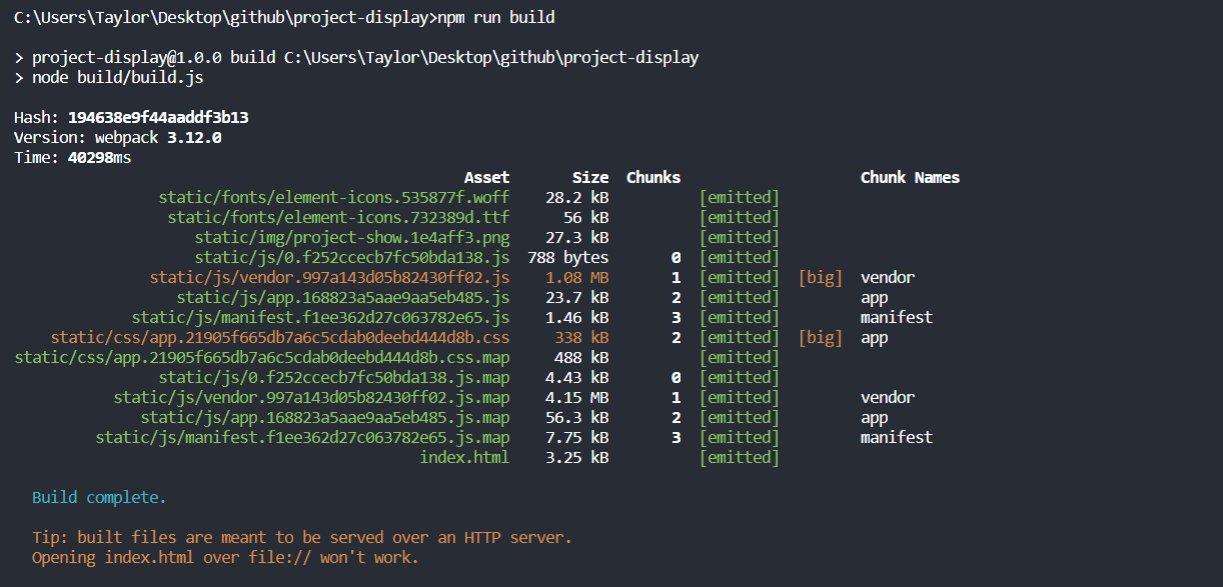 C:\Users\Taylor\Desktop\github\project-display>npm run build
> project-display@1.0.0 build C:\Users\Taylor\Desktop\github\project-display
> node build/build.js
Hash: 194638e9f44aaddf3b13
Version: webpack 3.12.0
Time: 40298ms
Asset Size Chunks Chunk Names
static/fonts/element-icons.535877f.woff 28.2 kB [emitted]
static/fonts/element-icons.732389d.ttf 56 kB [emitted]
static/img/project-show.1e4aff3.png 27.3 kB [emitted]
static/js/0.f252ccecb7fc50bda138.js 788 bytes 0 [emitted]
static/js/vendor.997a143d05b82430ff02.js 1.08 MB 1 [emitted] [big] vendor
static/js/app.168823a5aae9aa5eb485.js 23.7 kB 2 [emitted] app
static/js/manifest.f1ee362d27c063782e65.js 1.46 kB 3 [emitted] manifest
static/css/app.21905f665db7a6c5cdab0deebd444d8b.css 338 kB 2 [emitted] [big] app
static/css/app.21905f665db7a6c5cdab0deebd444d8b.css.map 488 kB [emitted]
static/js/0.f252ccecb7fc50bda138.js.map 4.43 kB 0 [emitted]
static/js/vendor.997a143d05b82430ff02.js.map 4.15 MB 1 [emitted] vendor
static/js/app.168823a5aae9aa5eb485.js.map 56.3 kB 2 [emitted] app
static/js/manifest.f1ee362d27c063782e65.js.map 7.75 kB 3 [emitted] manifest
index.html 3.25 kB [emitted]
Build complete.
Tip: built files are meant to be served over an HTTP server.
Opening index.html over file:// won't work.